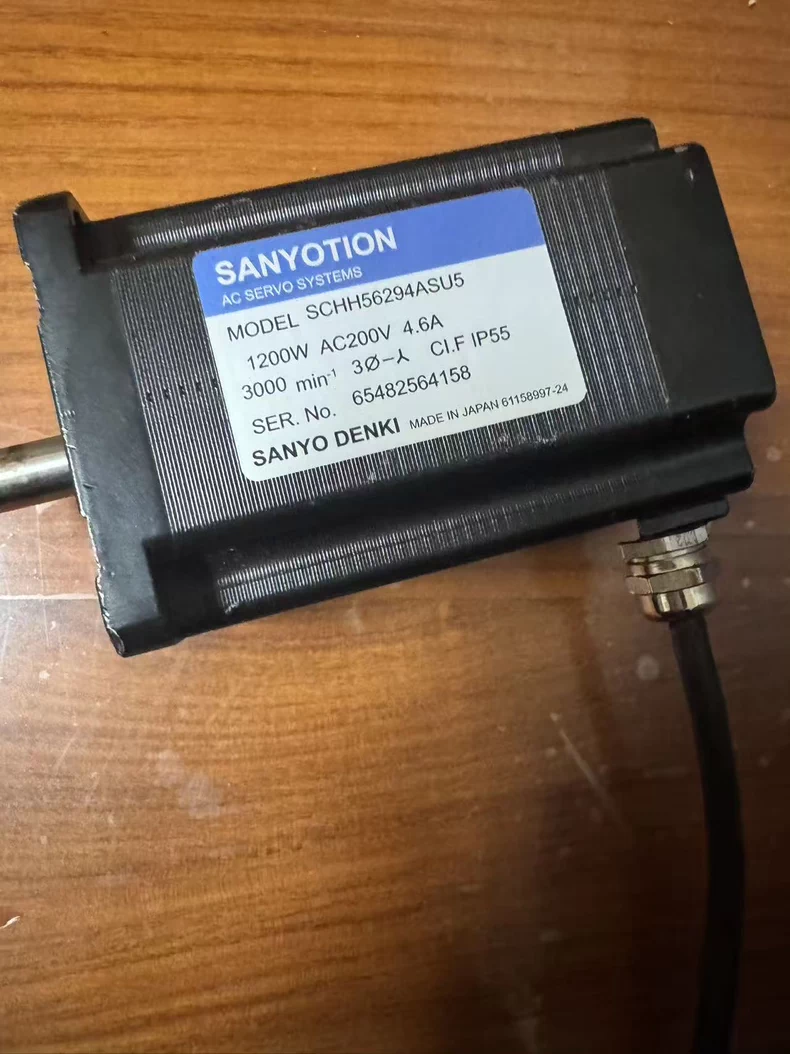 SANYOTION
AC SERVO SYSTEMS
MODEL SCHH56294ASU5
1200W AC200V 4.6A
3000 min⁻¹ 3Ø-⅄ CI.F IP55
SER. No. 65482564158
SANYO DENKI MADE IN JAPAN 61158997-24